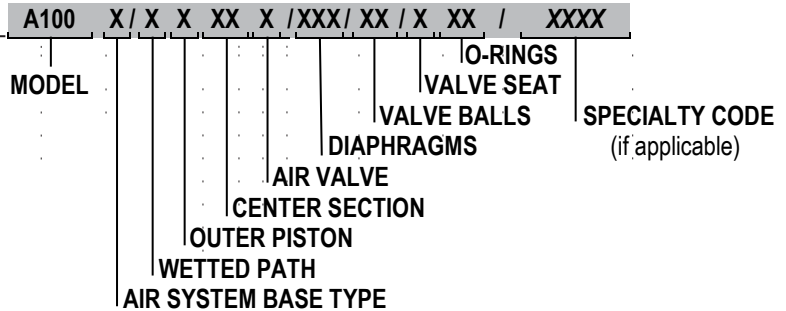 A100 X / X X XX X / XXX / XX / X XX / XXXX
O-RINGS
MODEL VALVE SEAT
VALVE BALLS SPECIALTY CODE
DIAPHRAGMS (if applicable)
AIR VALVE
CENTER SECTION
OUTER PISTON
WETTED PATH
AIR SYSTEM BASE TYPE